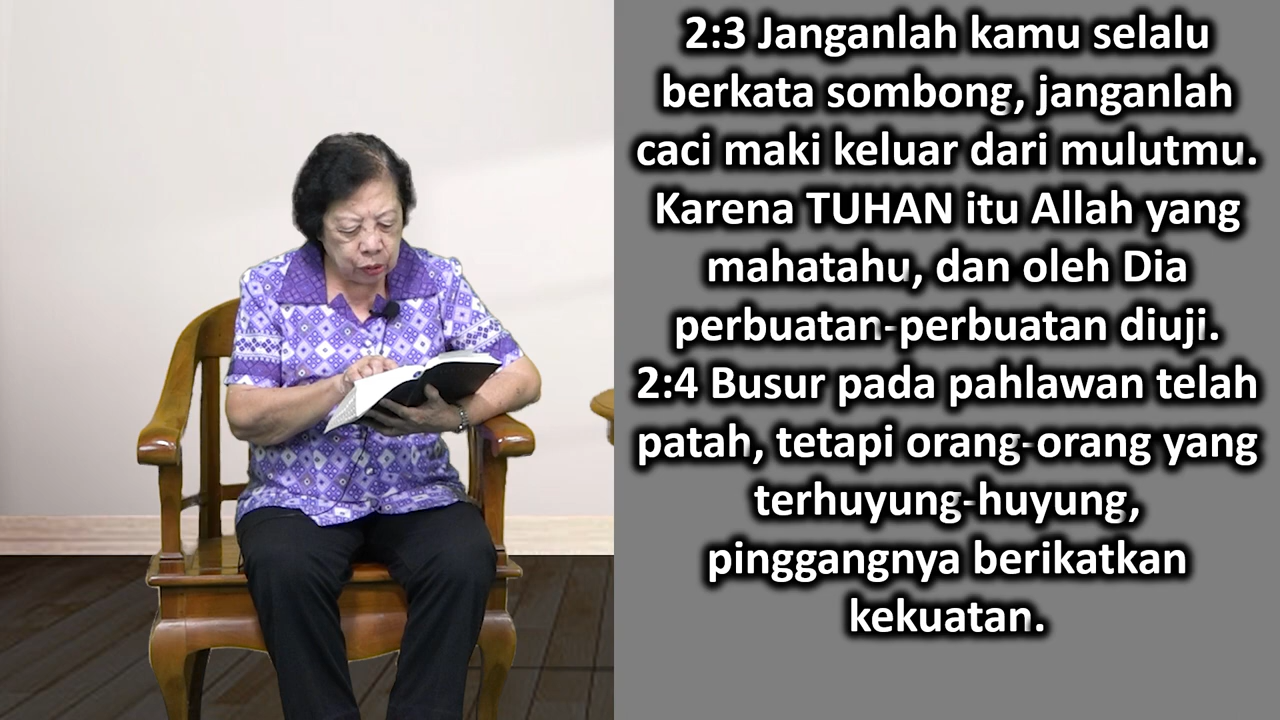 2:3 Janganlah kamu selalu
berkata sombong, janganlah
caci maki keluar dari mulutmu.
Karena TUHAN itu Allah yang
mahatahu, dan oleh Dia
perbuatan-perbuatan diuji.
2:4 Busur pada pahlawan telah
patah, tetapi orang-orang yang
terhuyung-huyung,
pinggangnya berikatkan
kekuatan.